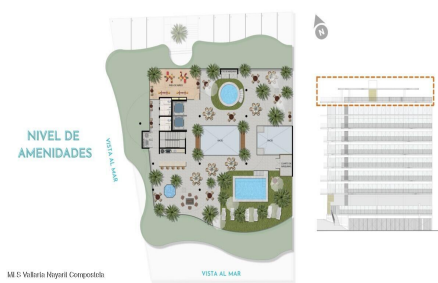 N
NIVEL DE
AMENIDADES
VISTA AL MAR
VISTA AL MAR
MLS Vallarta Nayarit Compostela